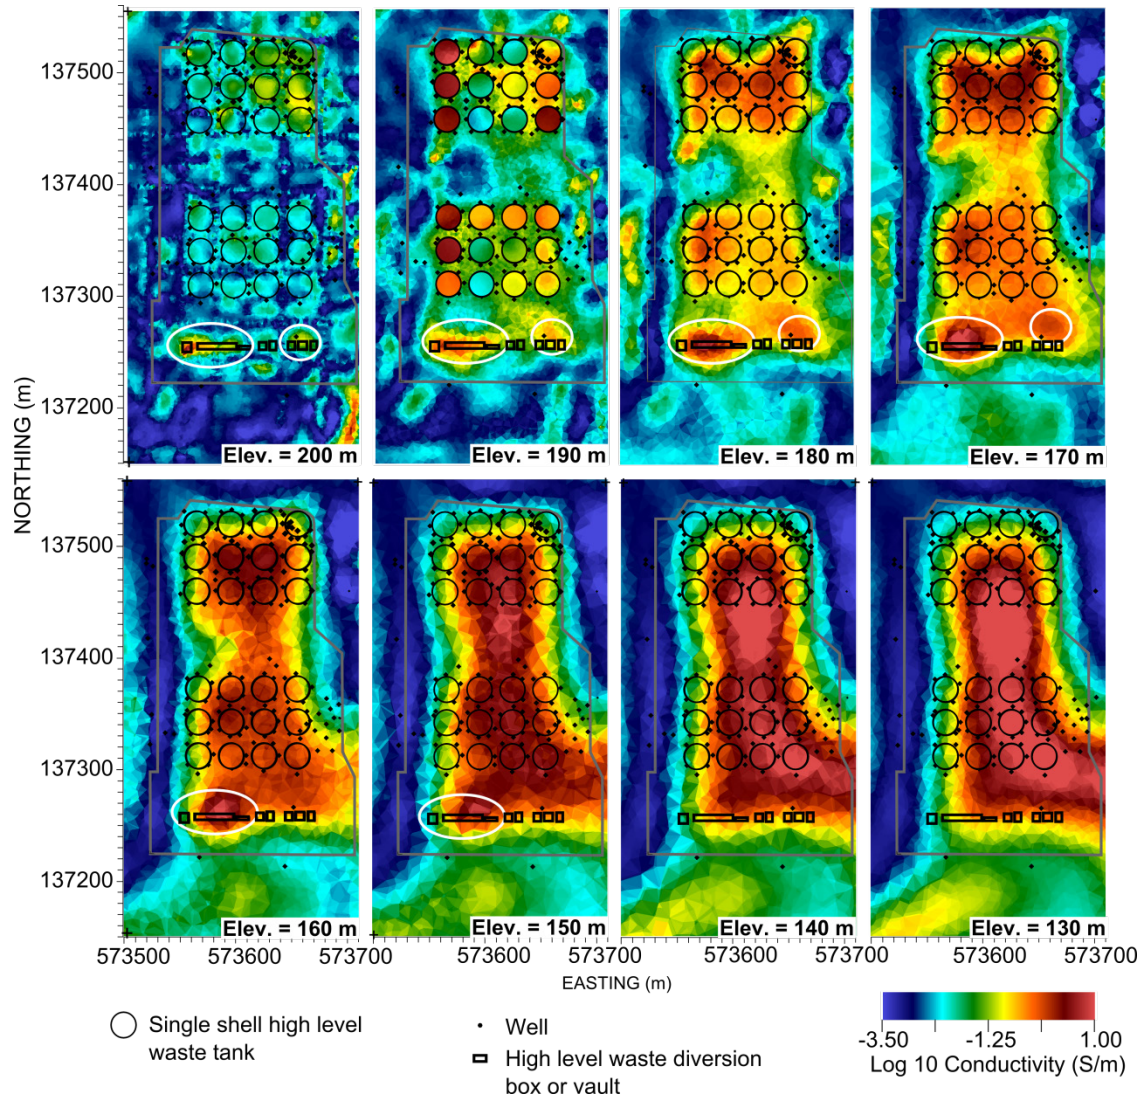 137500
137400
137300
137200
NORTHING (m)
Elev. = 200 m
Elev. = 190 m
Elev. = 180 m
Elev. = 170 m
137500
137400
137300
137200
Elev. = 160 m
Elev. = 150 m
Elev. = 140 m
Elev. = 130 m
573500
573600
573700
573600
573700
573600
573700
573600
573700
EASTING (m)
Single shell high level
waste tank
Well
High level waste diversion
box or vault
-3.50
-1.25
1.00
Log 10 Conductivity (S/m)